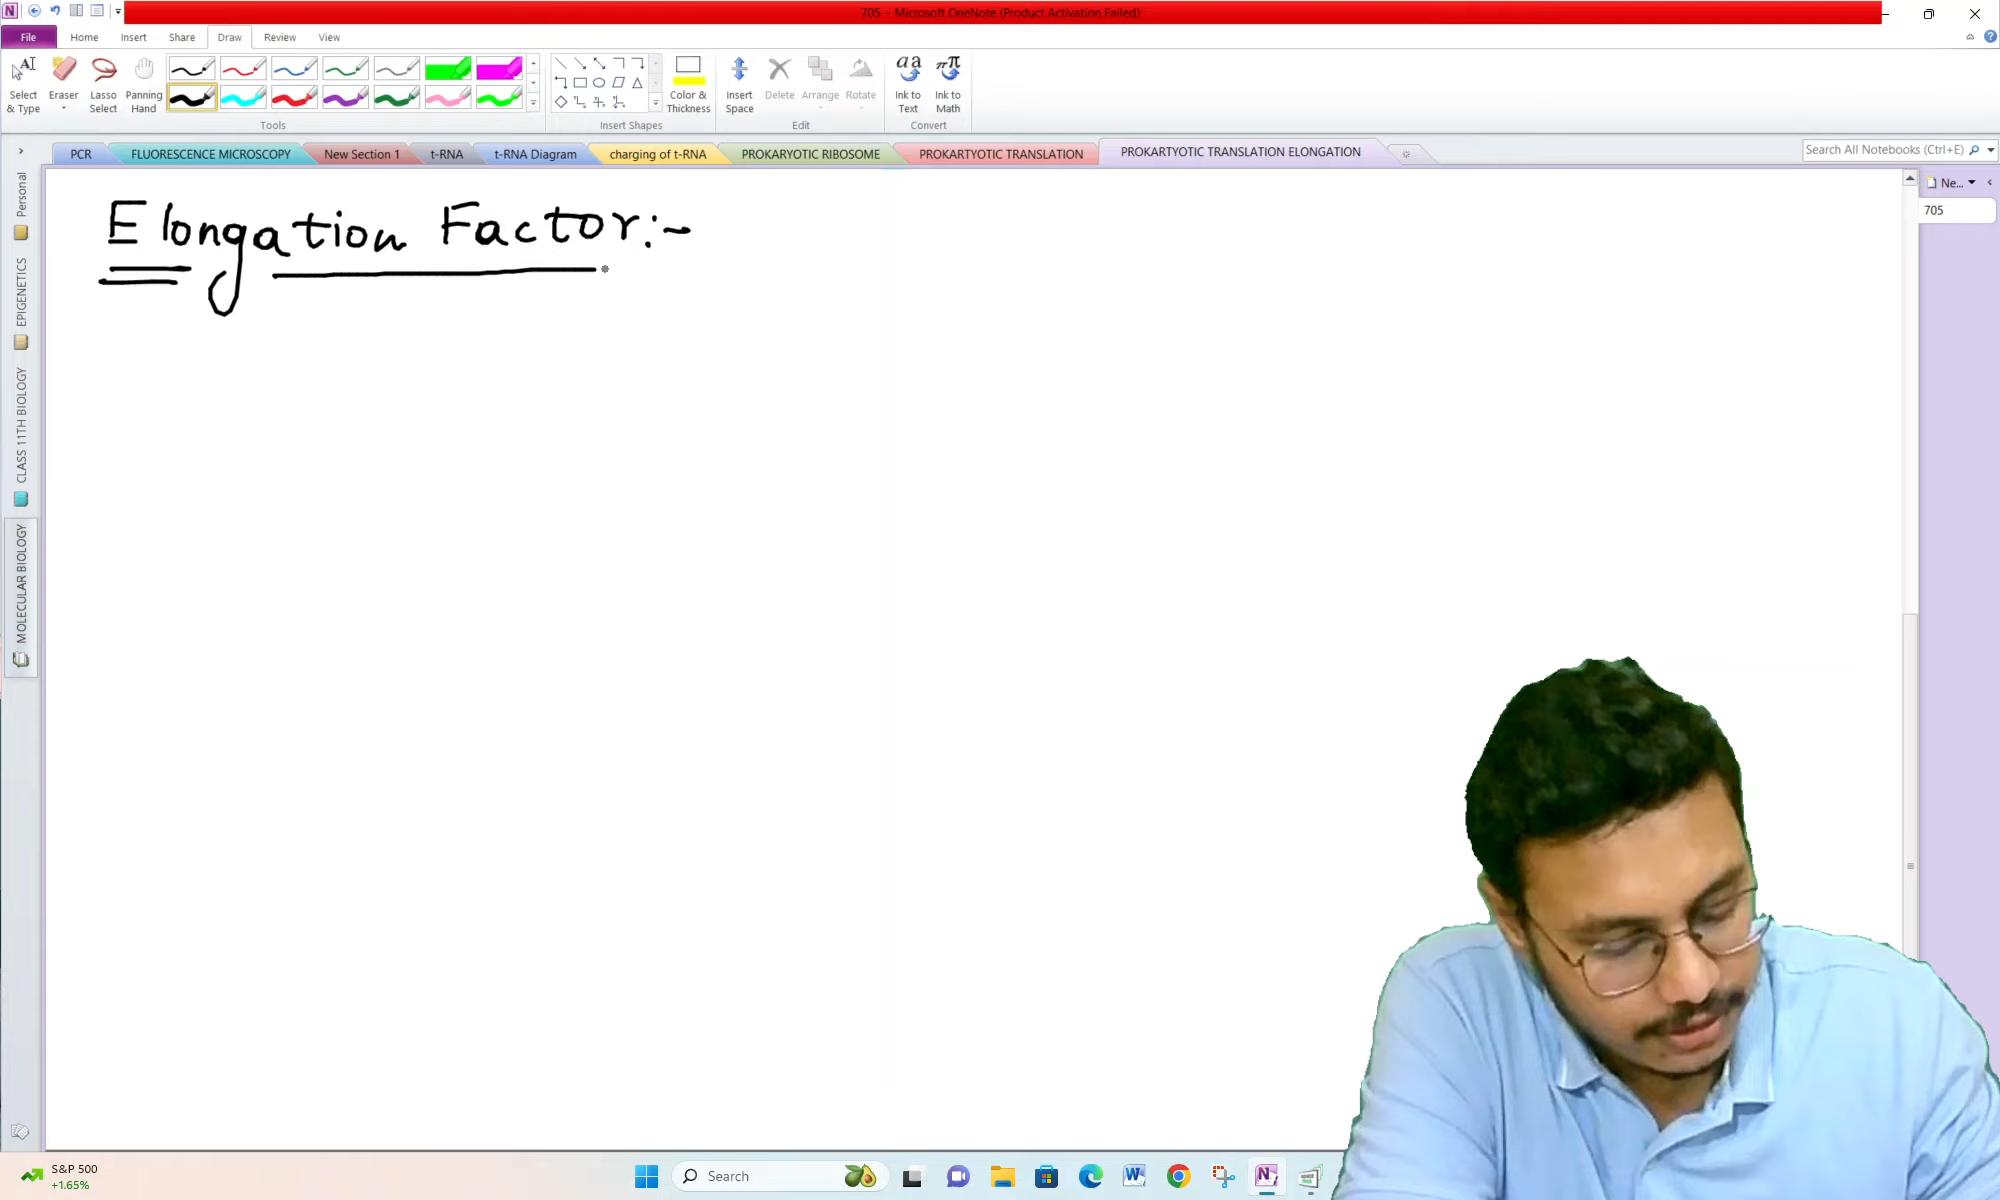 705 - Microsoft OneNote (Product Activation Failed)
File Home Insert Share Draw Review View
Select & Type
Eraser
Lasso Select
Panning Hand
Color & Thickness
Insert Space
Delete
Arrange
Rotate
Ink to Text
Ink to Math
Tools Insert Shapes Edit Convert
PCR FLUORESCENCE MICROSCOPY New Section 1 t-RNA t-RNA Diagram charging of t-RNA PROKARYOTIC RIBOSOME PROKARTYOTIC TRANSLATION PROKARTYOTIC TRANSLATION ELONGATION
Search All Notebooks (Ctrl+E)
Ne...
705
Personal
EPIGENETICS
CLASS 11TH BIOLOGY
MOLECULAR BIOLOGY
Elongation Factor:-
S&P 500
+1.65%
Search